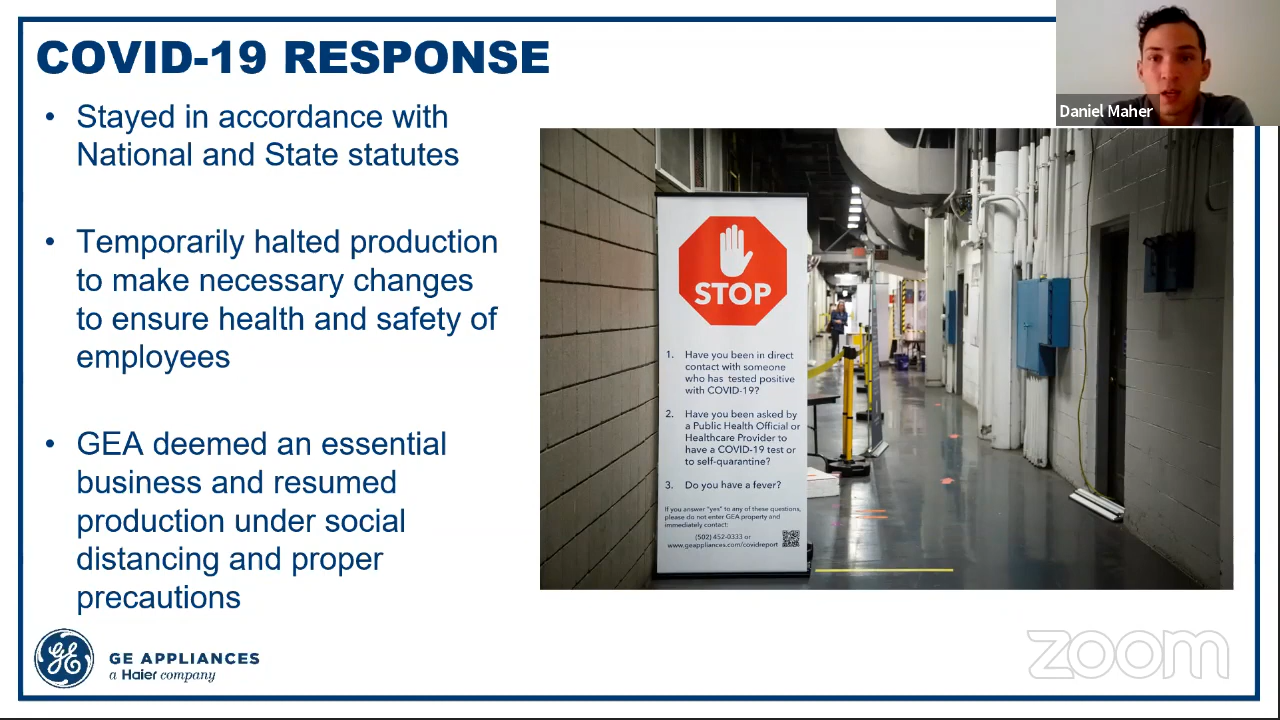 COVID-19 RESPONSE
Daniel Maher
• Stayed in accordance with
National and State statutes
• Temporarily halted production
to make necessary changes
to ensure health and safety of
employees
• GEA deemed an essential
business and resumed
production under social
distancing and proper
precautions
STOP
1. Have you been in direct
contact with someone
who has tested positive
with COVID-19?
2. Have you been asked by
a Public Health Official or
Healthcare Provider to
have a COVID-19 test or
to self-quarantine?
3. Do you have a fever?
If you answer "yes" to any of these questions,
please do not enter GEA property and
immediately contact:
(502) 452-0333 or
www.geappliances.com/covidreport
GE
GE APPLIANCES
a Haier company
zoom